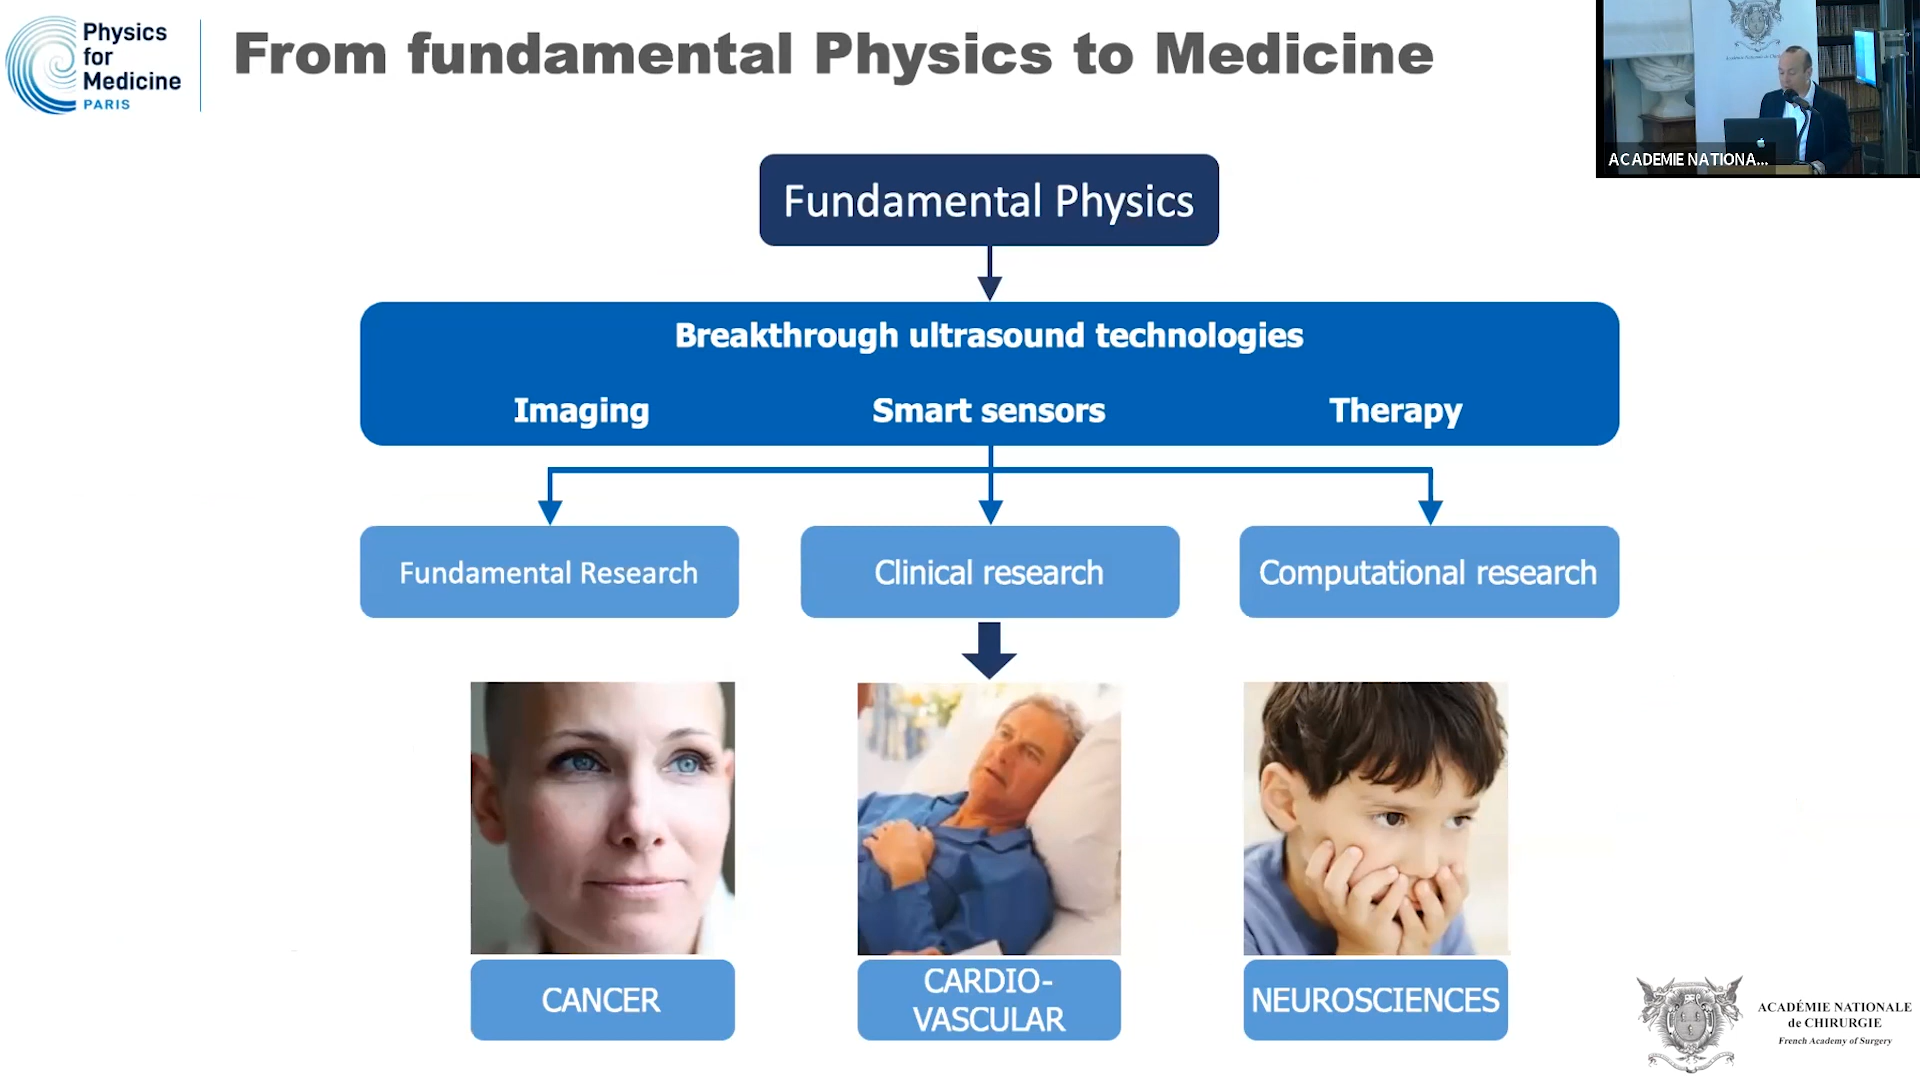 Physics
for
Medicine
PARIS
From fundamental Physics to Medicine
ACADEMIE NATIONA...
Fundamental Physics
Breakthrough ultrasound technologies
Imaging Smart sensors Therapy
Fundamental Research Clinical research Computational research
CANCER
CARDIO-
VASCULAR
NEUROSCIENCES
ACADÉMIE NATIONALE
de CHIRURGIE
French Academy of Surgery